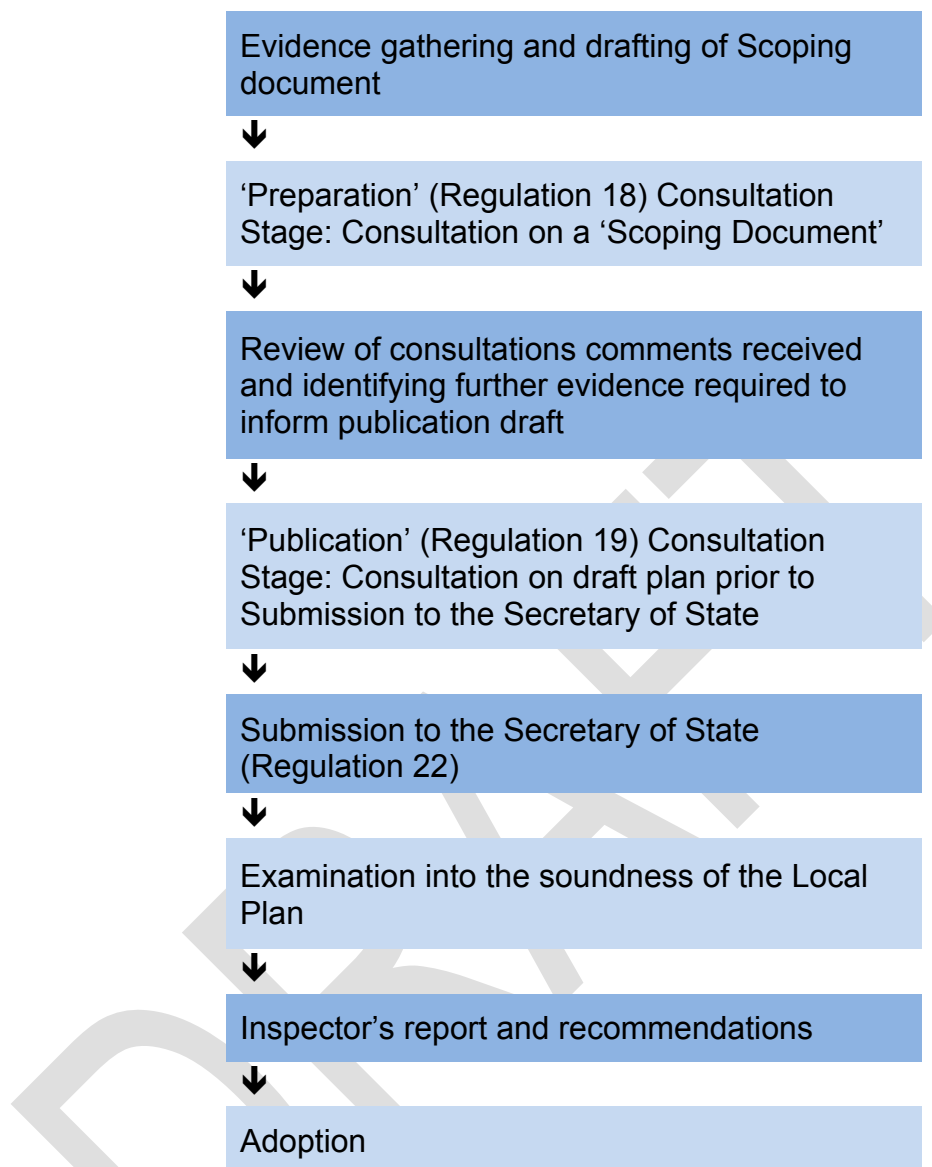 Evidence gathering and drafting of Scoping
document
‘Preparation’ (Regulation 18) Consultation
Stage: Consultation on a ‘Scoping Document’
Review of consultations comments received
and identifying further evidence required to
inform publication draft
‘Publication’ (Regulation 19) Consultation
Stage: Consultation on draft plan prior to
Submission to the Secretary of State
Submission to the Secretary of State
(Regulation 22)
Examination into the soundness of the Local
Plan
Inspector’s report and recommendations
Adoption
DRAFT